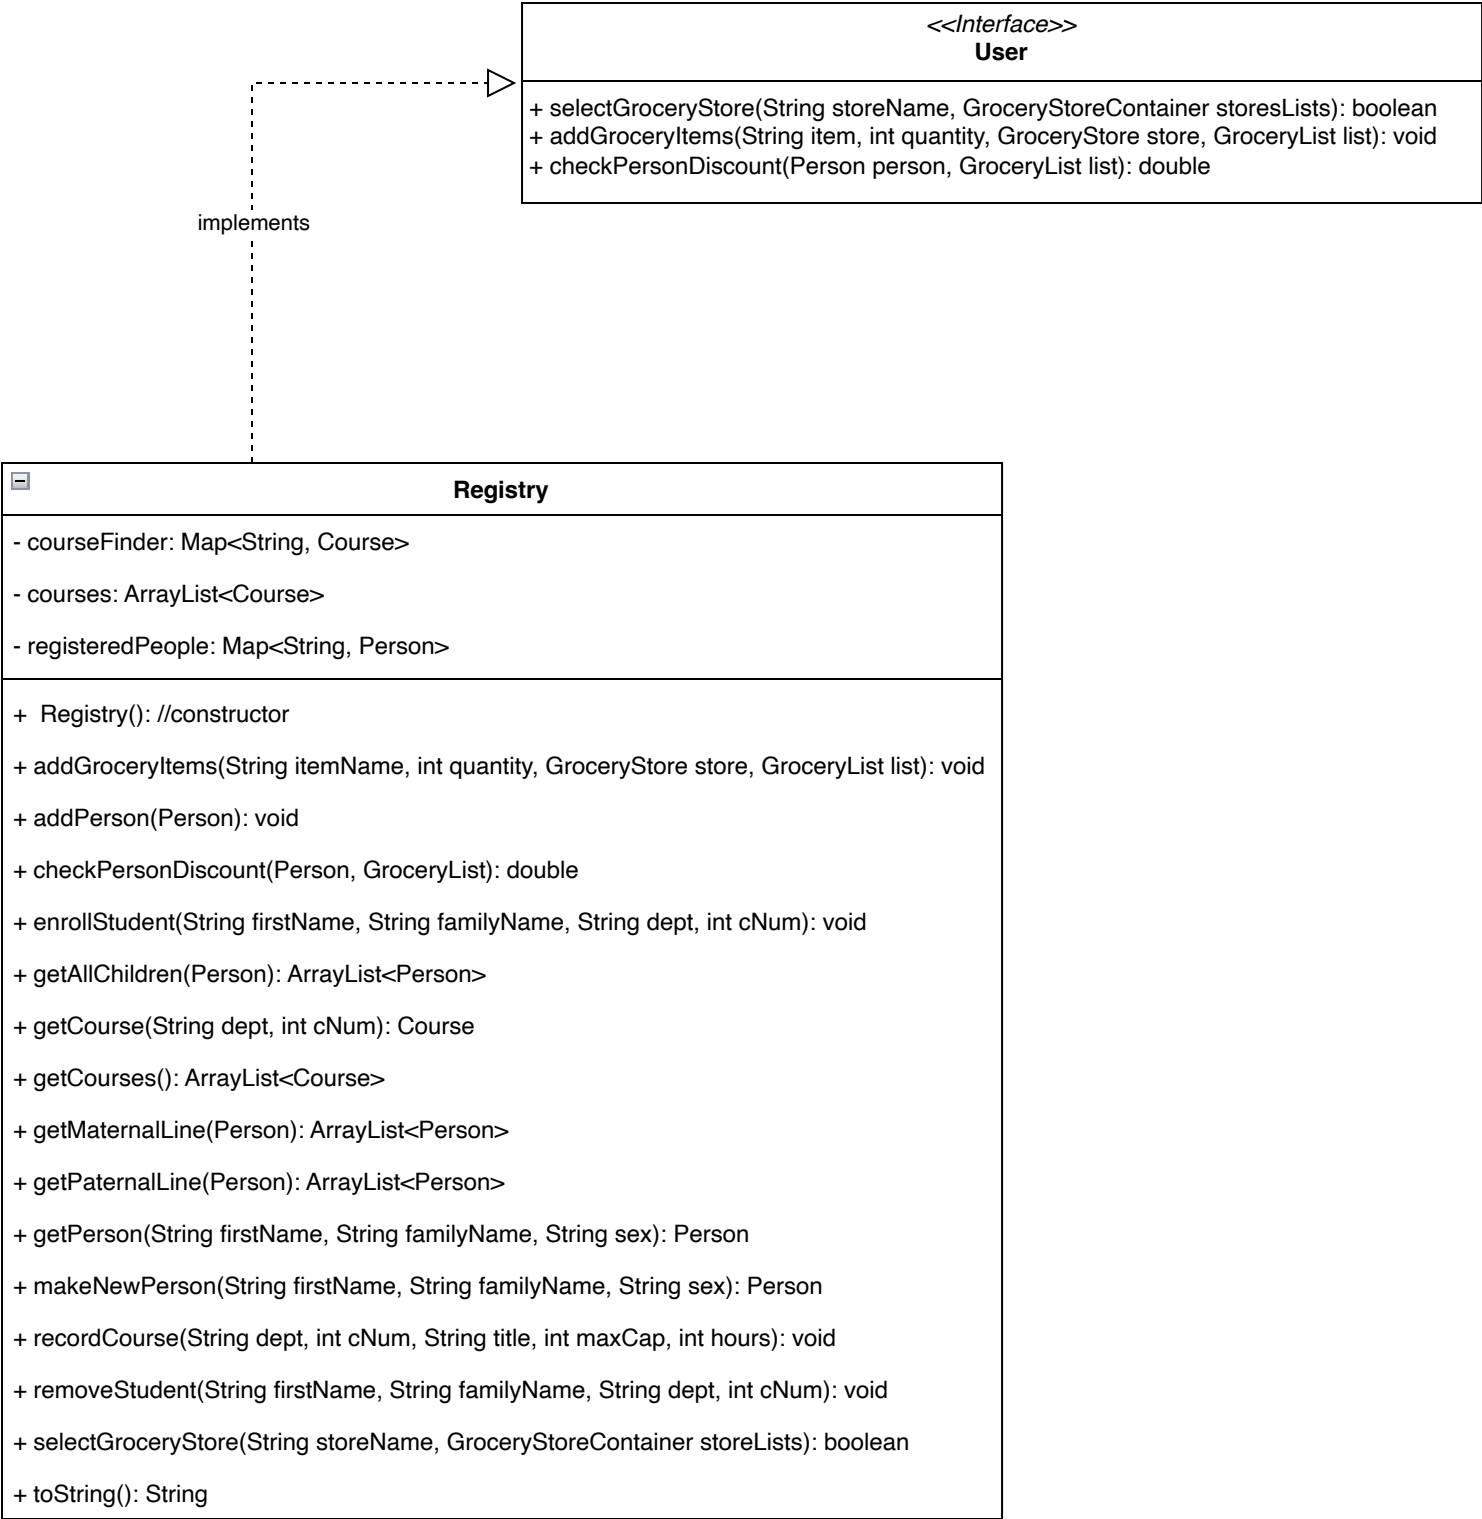 <<Interface>>
User
+ selectGroceryStore(String storeName, GroceryStoreContainer storesLists): boolean
+ addGroceryItems(String item, int quantity, GroceryStore store, GroceryList list): void
+ checkPersonDiscount(Person person, GroceryList list): double
implements
Registry
- courseFinder: Map<String, Course>
- courses: ArrayList<Course>
- registeredPeople: Map<String, Person>
+ Registry(): //constructor
+ addGroceryItems(String itemName, int quantity, GroceryStore store, GroceryList list): void
+ addPerson(Person): void
+ checkPersonDiscount(Person, GroceryList): double
+ enrollStudent(String firstName, String familyName, String dept, int cNum): void
+ getAllChildren(Person): ArrayList<Person>
+ getCourse(String dept, int cNum): Course
+ getCourses(): ArrayList<Course>
+ getMaternalLine(Person): ArrayList<Person>
+ getPaternalLine(Person): ArrayList<Person>
+ getPerson(String firstName, String familyName, String sex): Person
+ makeNewPerson(String firstName, String familyName, String sex): Person
+ recordCourse(String dept, int cNum, String title, int maxCap, int hours): void
+ removeStudent(String firstName, String familyName, String dept, int cNum): void
+ selectGroceryStore(String storeName, GroceryStoreContainer storeLists): boolean
+ toString(): String